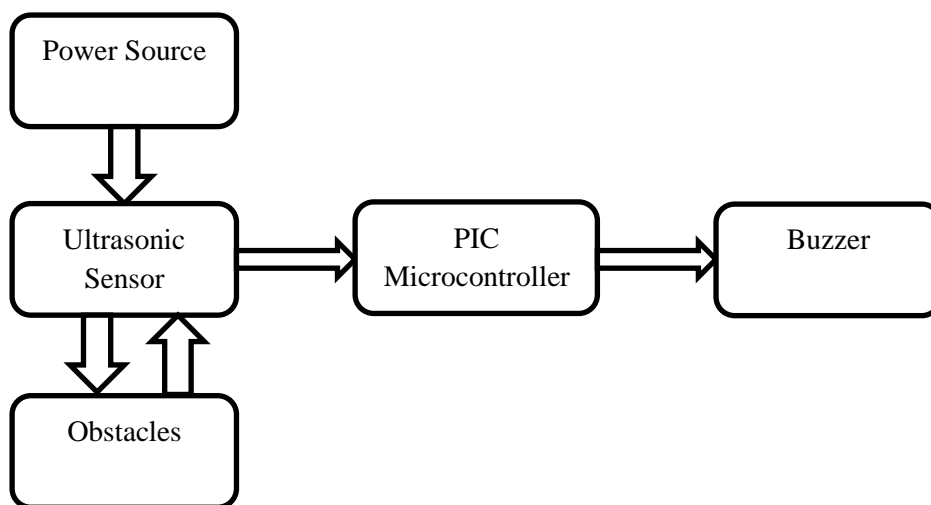 Power Source
Ultrasonic
Sensor
PIC
Microcontroller
Buzzer
Obstacles